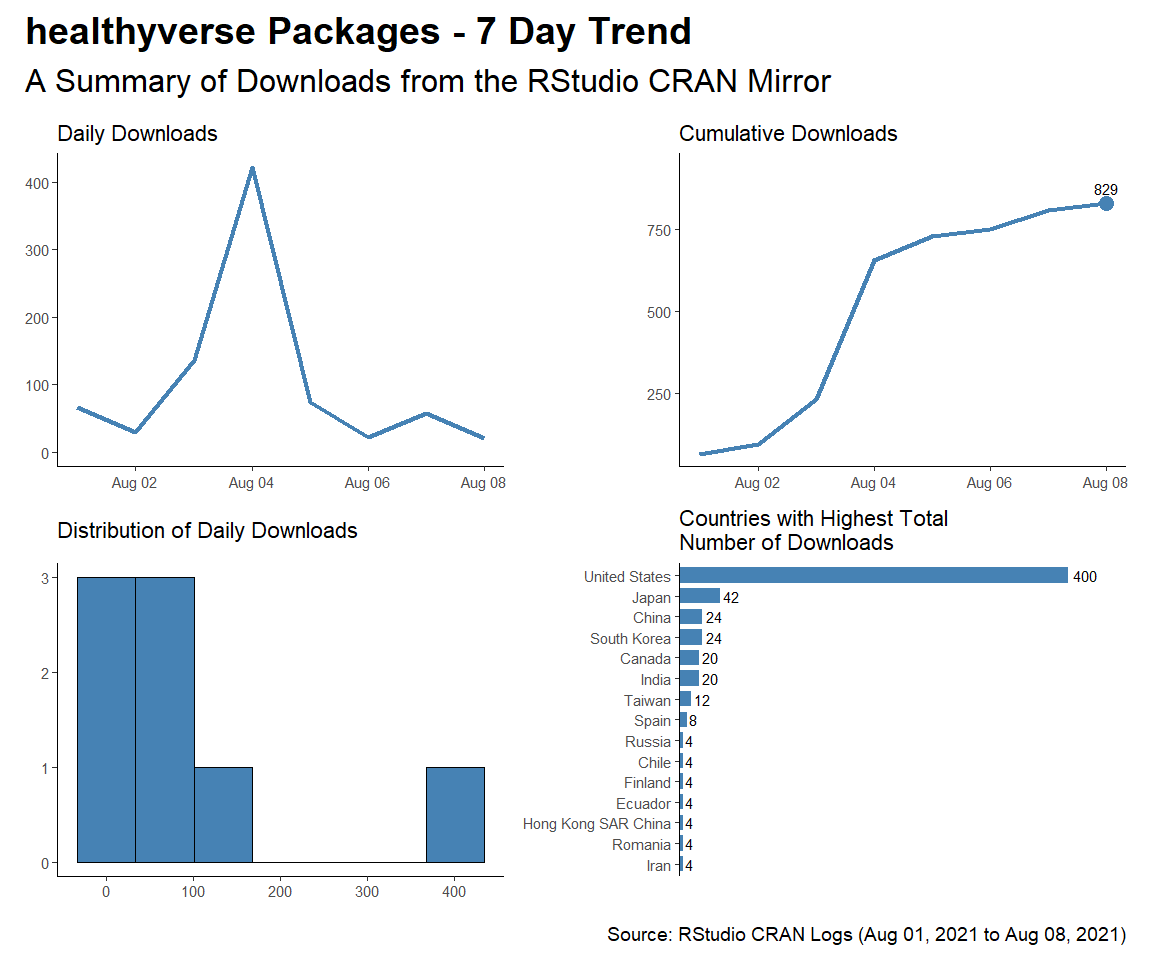 healthyverse Packages - 7 Day Trend
A Summary of Downloads from the RStudio CRAN Mirror
Daily Downloads
400
300
200
100
0
Aug 02
Aug 04
Aug 06
Aug 08
Cumulative Downloads
829
750
500
250
Aug 02
Aug 04
Aug 06
Aug 08
Distribution of Daily Downloads
3
2
1
0
0
100
200
300
400
Countries with Highest Total
Number of Downloads
United States 400
Japan 42
China 24
South Korea 24
Canada 20
India 20
Taiwan 12
Spain 8
Russia 4
Chile 4
Finland 4
Ecuador 4
Hong Kong SAR China 4
Romania 4
Iran 4
Source: RStudio CRAN Logs (Aug 01, 2021 to Aug 08, 2021)